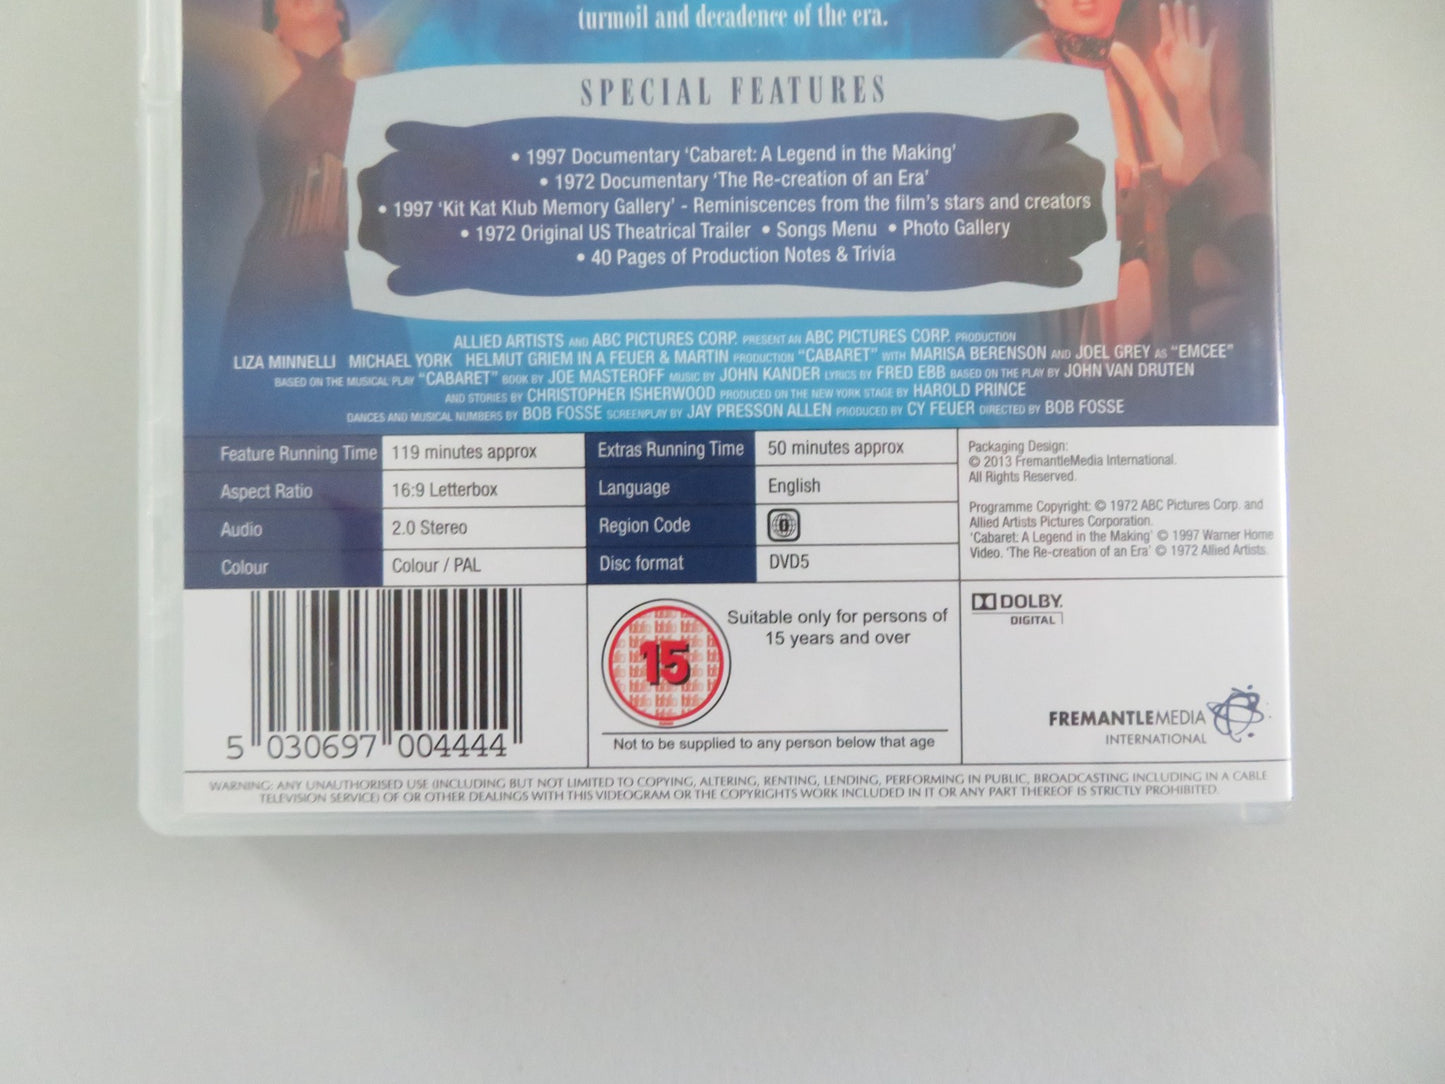 turmoil and decadence of the era.
SPECIAL FEATURES
• 1997 Documentary ‘Cabaret: A Legend in the Making’
• 1972 Documentary ‘The Re-creation of an Era’
• 1997 ‘Kit Kat Klub Memory Gallery’ - Reminiscences from the film’s stars and creators
• 1972 Original US Theatrical Trailer • Songs Menu • Photo Gallery
• 40 Pages of Production Notes & Trivia
ALLIED ARTISTS AND ABC PICTURES CORP. PRESENT AN ABC PICTURES CORP. PRODUCTION
LIZA MINNELLI MICHAEL YORK HELMUT GRIEM IN A FEUER & MARTIN PRODUCTION “CABARET” WITH MARISA BERENSON AND JOEL GREY AS “EMCEE”
BASED ON THE MUSICAL PLAY “CABARET” BOOK BY JOE MASTEROFF MUSIC BY JOHN KANDER LYRICS BY FRED EBB BASED ON THE PLAY BY JOHN VAN DRUTEN
AND STORIES BY CHRISTOPHER ISHERWOOD PRODUCED ON THE NEW YORK STAGE BY HAROLD PRINCE
DANCES AND MUSICAL NUMBERS BY BOB FOSSE SCREENPLAY BY JAY PRESSON ALLEN PRODUCED BY CY FEUER DIRECTED BY BOB FOSSE
Feature Running Time 119 minutes approx
Aspect Ratio 16:9 Letterbox
Audio 2.0 Stereo
Colour Colour / PAL
Extras Running Time 50 minutes approx
Language English
Region Code 0
Disc format DVD5
Packaging Design:
© 2013 FremantleMedia International.
All Rights Reserved.
Programme Copyright: © 1972 ABC Pictures Corp. and
Allied Artists Pictures Corporation.
‘Cabaret: A Legend in the Making’ © 1997 Warner Home
Video. ‘The Re-creation of an Era’ © 1972 Allied Artists.
5 030697 004444
15
Suitable only for persons of
15 years and over
Not to be supplied to any person below that age
DOLBY
DIGITAL
FREMANTLEMEDIA
INTERNATIONAL
WARNING: ANY UNAUTHORISED USE (INCLUDING BUT NOT LIMITED TO COPYING, ALTERING, RENTING, LENDING, PERFORMING IN PUBLIC, BROADCASTING INCLUDING IN A CABLE
TELEVISION SERVICE) OF OR OTHER DEALINGS WITH THIS VIDEOGRAM OR THE COPYRIGHTS WORK INCLUDED IN IT OR ANY PART THEREOF IS STRICTLY PROHIBITED.